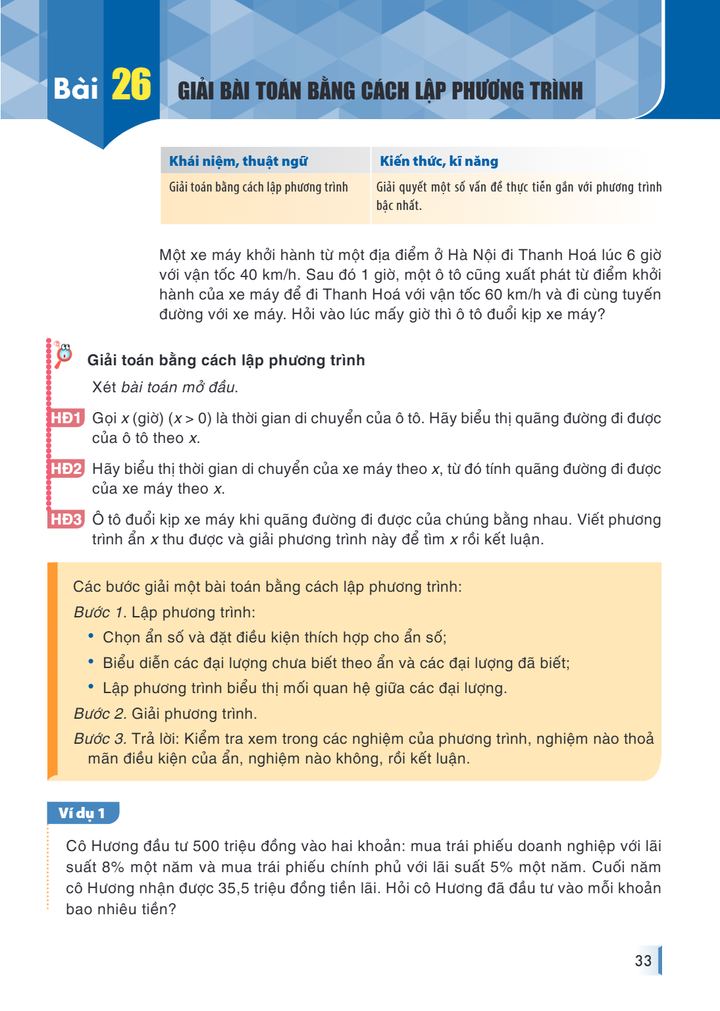 Bài 26 GIẢI BÀI TOÁN BẰNG CÁCH LẬP PHƯƠNG TRÌNH
Khái niệm, thuật ngữ
Giải toán bằng cách lập phương trình
Kiến thức, kĩ năng
Giải quyết một số vấn đề thực tiễn gắn với phương trình
bậc nhất.
Một xe máy khởi hành từ một địa điểm ở Hà Nội đi Thanh Hoá lúc 6 giờ
với vận tốc 40 km/h. Sau đó 1 giờ, một ô tô cũng xuất phát từ điểm khởi
hành của xe máy để đi Thanh Hoá với vận tốc 60 km/h và đi cùng tuyến
đường với xe máy. Hỏi vào lúc mấy giờ thì ô tô đuổi kịp xe máy?
Giải toán bằng cách lập phương trình
Xét bài toán mở đầu.
HĐ1 Gọi x (giờ) (x > 0) là thời gian di chuyển của ô tô. Hãy biểu thị quãng đường đi được
của ô tô theo x.
HĐ2 Hãy biểu thị thời gian di chuyển của xe máy theo x, từ đó tính quãng đường đi được
của xe máy theo x.
HĐ3 Ô tô đuổi kịp xe máy khi quãng đường đi được của chúng bằng nhau. Viết phương
trình ẩn x thu được và giải phương trình này để tìm x rồi kết luận.
Các bước giải một bài toán bằng cách lập phương trình:
Bước 1. Lập phương trình:
• Chọn ẩn số và đặt điều kiện thích hợp cho ẩn số;
• Biểu diễn các đại lượng chưa biết theo ẩn và các đại lượng đã biết;
• Lập phương trình biểu thị mối quan hệ giữa các đại lượng.
Bước 2. Giải phương trình.
Bước 3. Trả lời: Kiểm tra xem trong các nghiệm của phương trình, nghiệm nào thoả
mãn điều kiện của ẩn, nghiệm nào không, rồi kết luận.
Ví dụ 1
Cô Hương đầu tư 500 triệu đồng vào hai khoản: mua trái phiếu doanh nghiệp với lãi
suất 8% một năm và mua trái phiếu chính phủ với lãi suất 5% một năm. Cuối năm
cô Hương nhận được 35,5 triệu đồng tiền lãi. Hỏi cô Hương đã đầu tư vào mỗi khoản
bao nhiêu tiền?
33